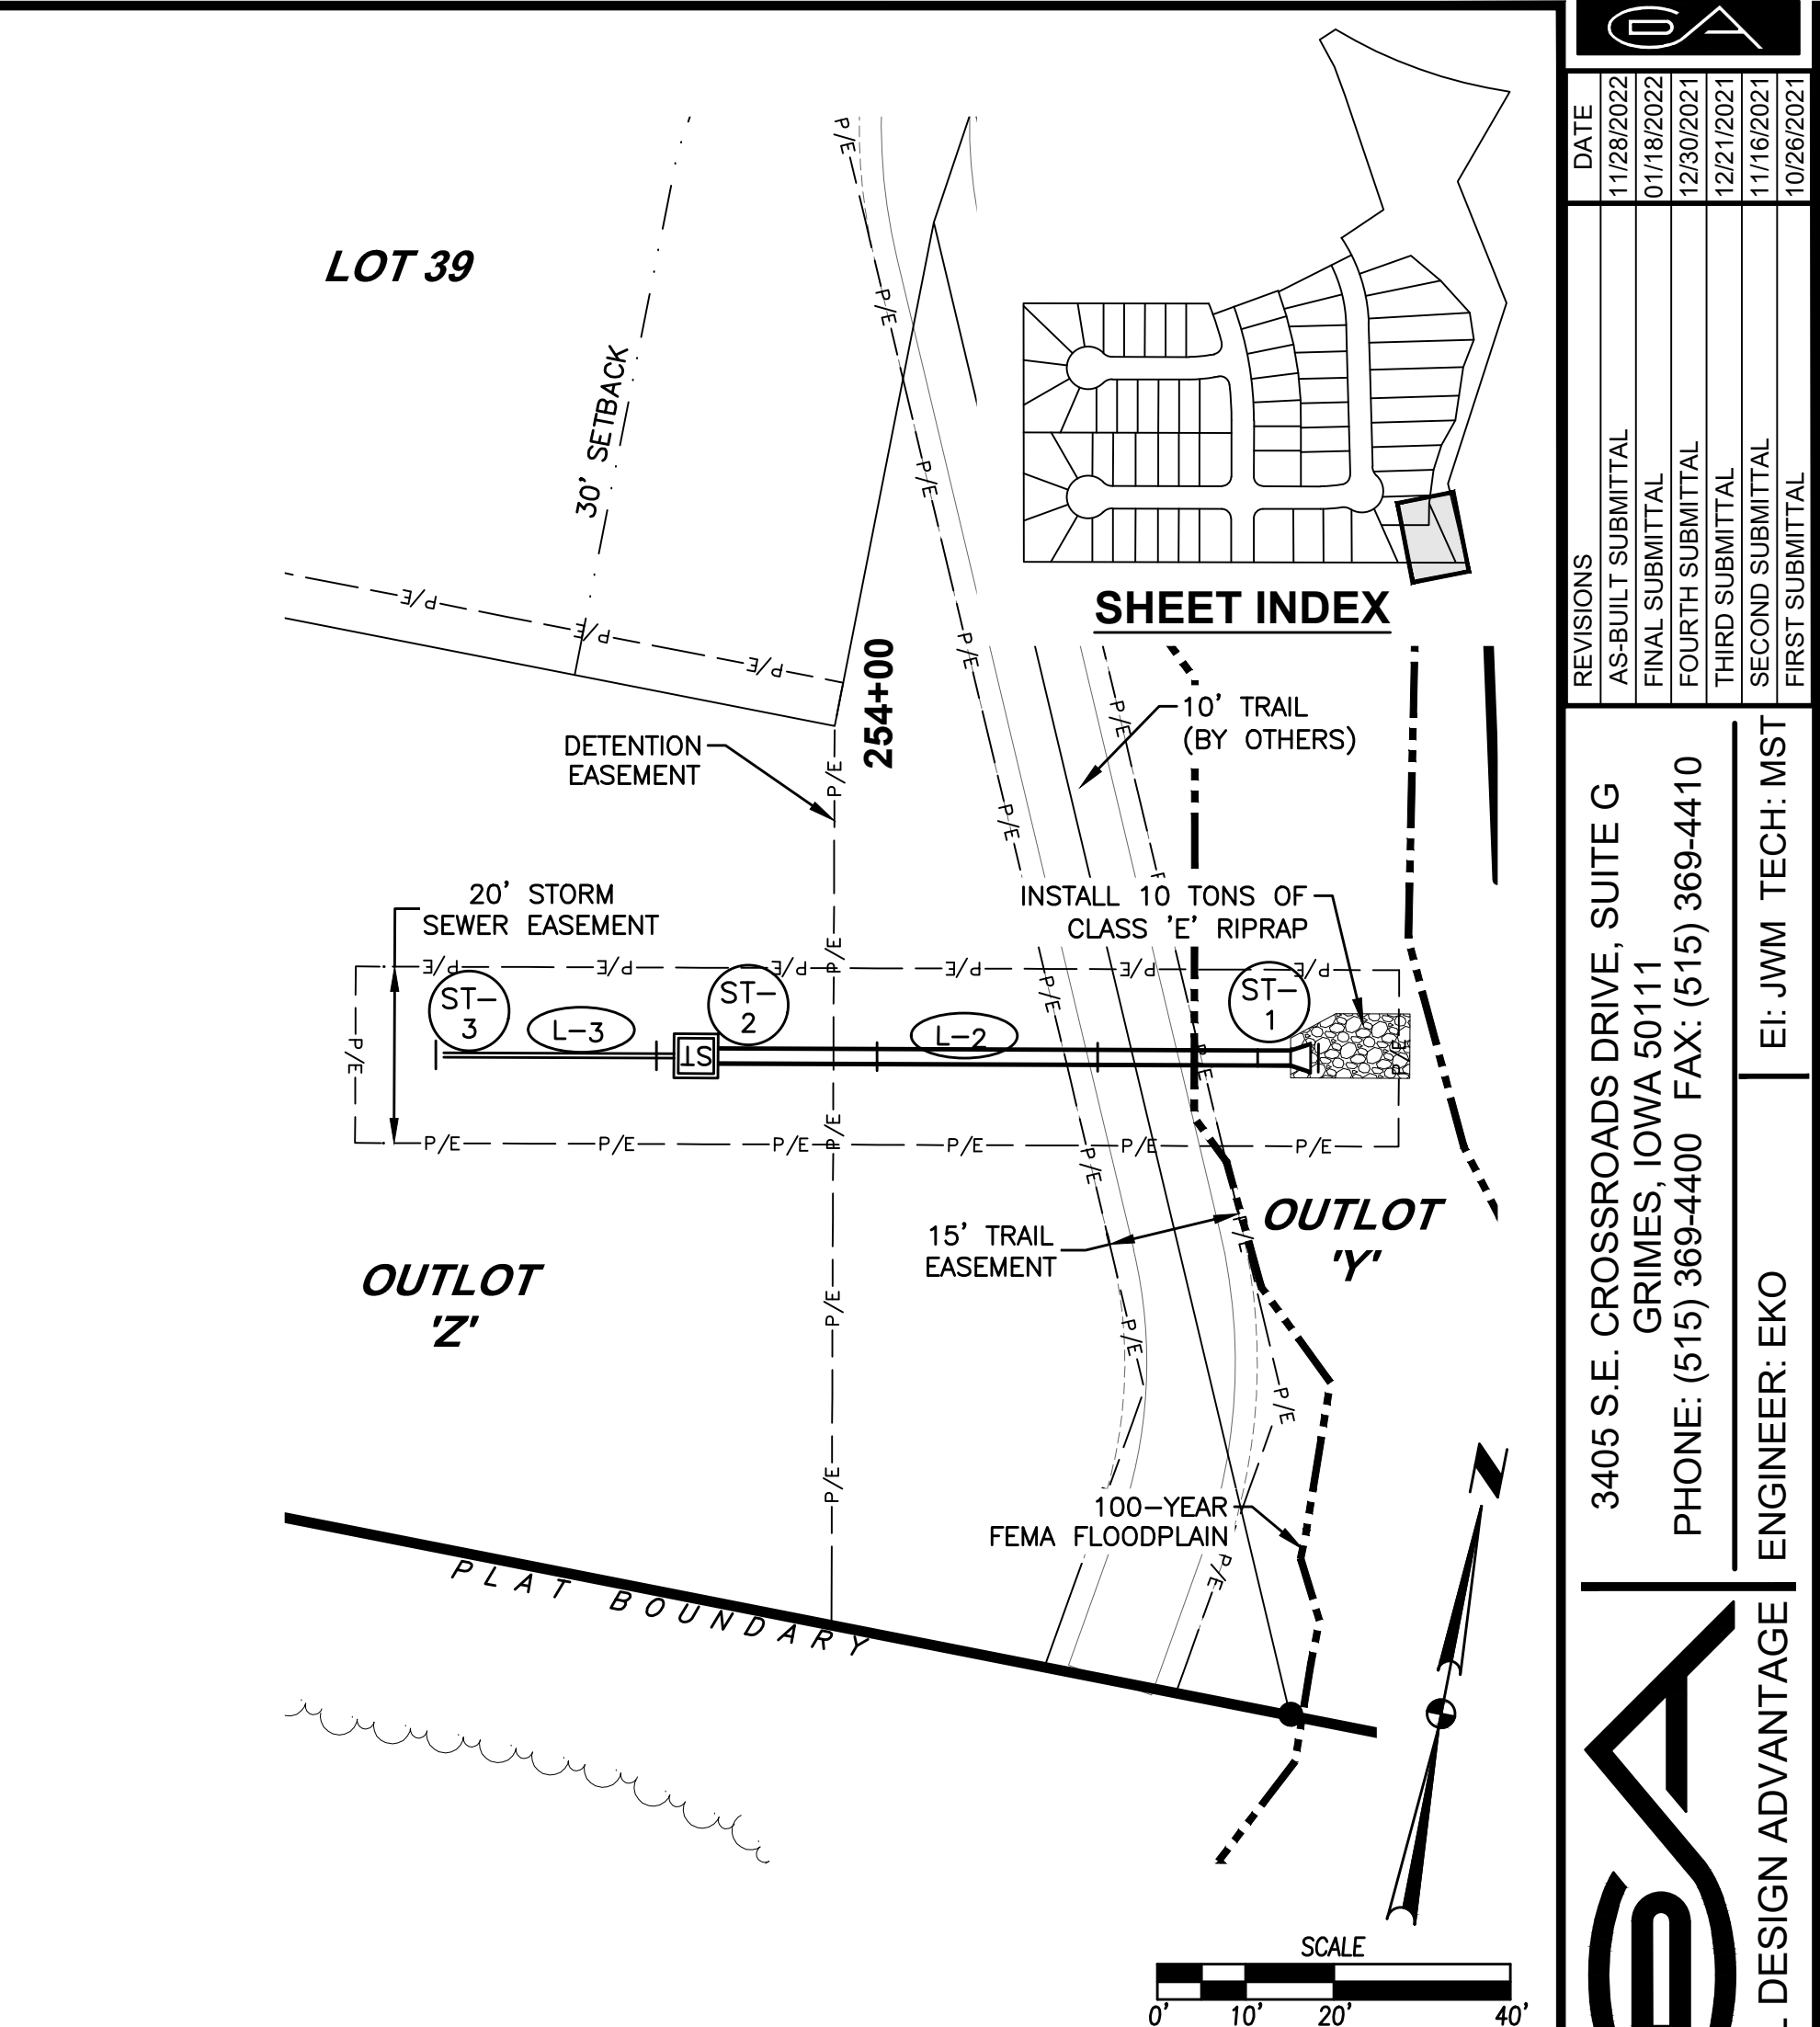 LOT 39
30' SETBACK
P/E
P/E
P/E
P/E
P/E
P/E
P/E
254+00
DETENTION
EASEMENT
P/E
P/E
P/E
P/E
SHEET INDEX
10' TRAIL
(BY OTHERS)
20' STORM
SEWER EASEMENT
INSTALL 10 TONS OF
CLASS 'E' RIPRAP
P/E
P/E
P/E
P/E
P/E
P/E
P/E
P/E
P/E
ST-
3
L-3
ST-
2
ST
L-2
ST-
1
P/E
P/E
P/E
P/E
P/E
P/E
P/E
P/E
P/E
P/E
15' TRAIL
EASEMENT
P/E
OUTLOT
'Y'
OUTLOT
'Z'
P/E
P/E
P/E
P/E
100-YEAR
FEMA FLOODPLAIN
P/E
PLAT BOUNDARY
N
SCALE
0' 10' 20' 40'
REVISIONS DATE
AS-BUILT SUBMITTAL 11/28/2022
FINAL SUBMITTAL 01/18/2022
FOURTH SUBMITTAL 12/30/2021
THIRD SUBMITTAL 12/21/2021
SECOND SUBMITTAL 11/16/2021
FIRST SUBMITTAL 10/26/2021
3405 S.E. CROSSROADS DRIVE, SUITE G
GRIMES, IOWA 50111
PHONE: (515) 369-4400 FAX: (515) 369-4410
ENGINEER: EKO EI: JWM TECH: MST
DESIGN ADVANTAGE